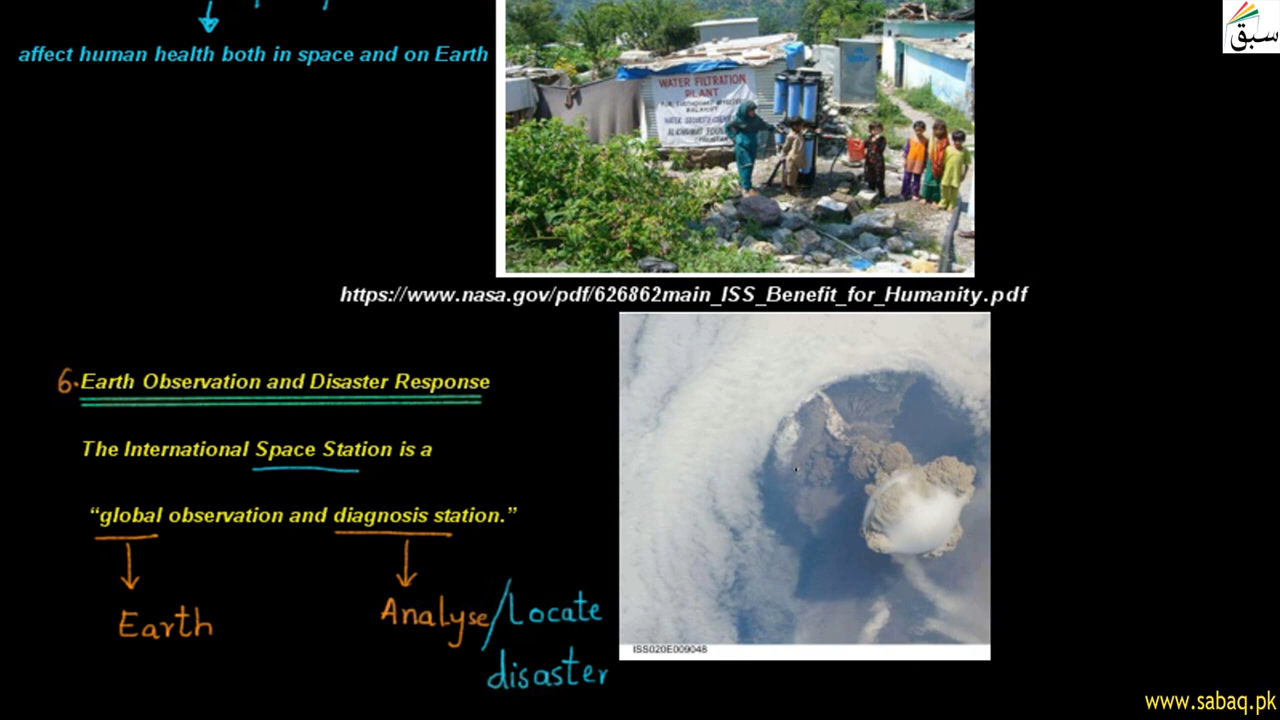 affect human health both in space and on Earth
سبق
WATER FILTRATION
PLANT
BALAKOT
https://www.nasa.gov/pdf/626862main_ISS_Benefit_for_Humanity.pdf
6. Earth Observation and Disaster Response
The International Space Station is a
“global observation and diagnosis station.”
Earth
Analyse/Locate
disaster
ISS020E009048
www.sabaq.pk